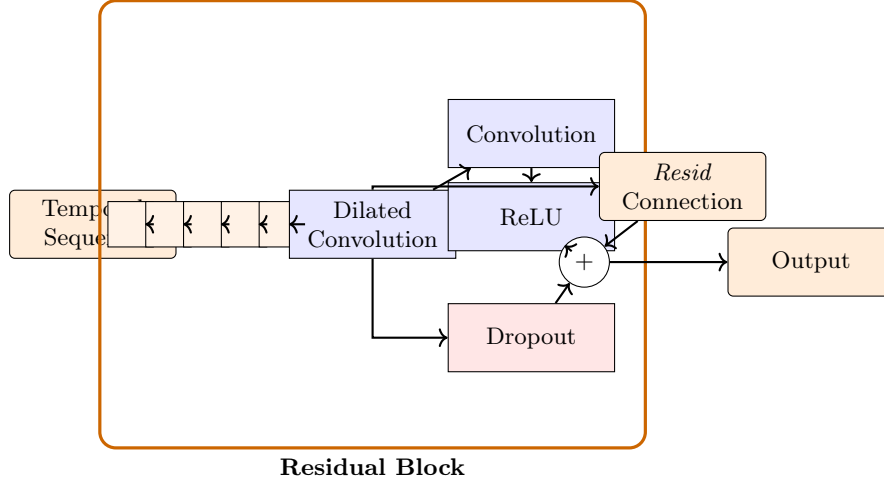 Convolution
Resid
Connection
Dilated
Convolution
ReLU
+
Output
Dropout
Residual Block